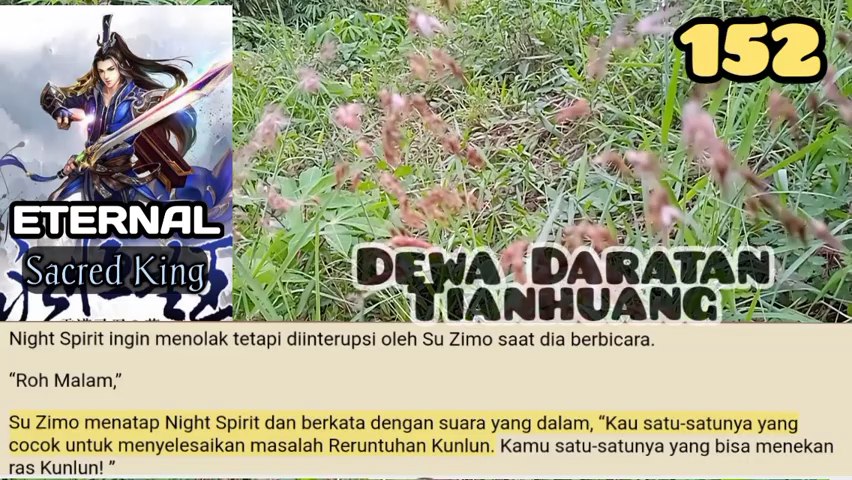 152
ETERNAL
Sacred King
DEWA DARATAN
TIANHUANG
Night Spirit ingin menolak tetapi diinterupsi oleh Su Zimo saat dia berbicara.
“Roh Malam,”
Su Zimo menatap Night Spirit dan berkata dengan suara yang dalam, “Kau satu-satunya yang
cocok untuk menyelesaikan masalah Reruntuhan Kunlun. Kamu satu-satunya yang bisa menekan
ras Kunlun! ”